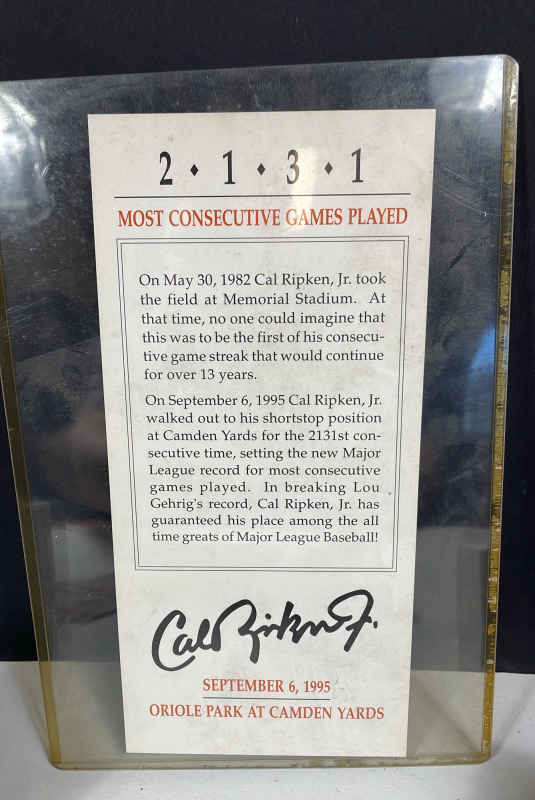 2 ♦ 1 ♦ 3 ♦ 1
MOST CONSECUTIVE GAMES PLAYED
On May 30, 1982 Cal Ripken, Jr. took
the field at Memorial Stadium. At
that time, no one could imagine that
this was to be the first of his consecu-
tive game streak that would continue
for over 13 years.
On September 6, 1995 Cal Ripken, Jr.
walked out to his shortstop position
at Camden Yards for the 2131st con-
secutive time, setting the new Major
League record for most consecutive
games played. In breaking Lou
Gehrig's record, Cal Ripken, Jr. has
guaranteed his place among the all
time greats of Major League Baseball!
Cal Ripken Jr.
SEPTEMBER 6, 1995
ORIOLE PARK AT CAMDEN YARDS